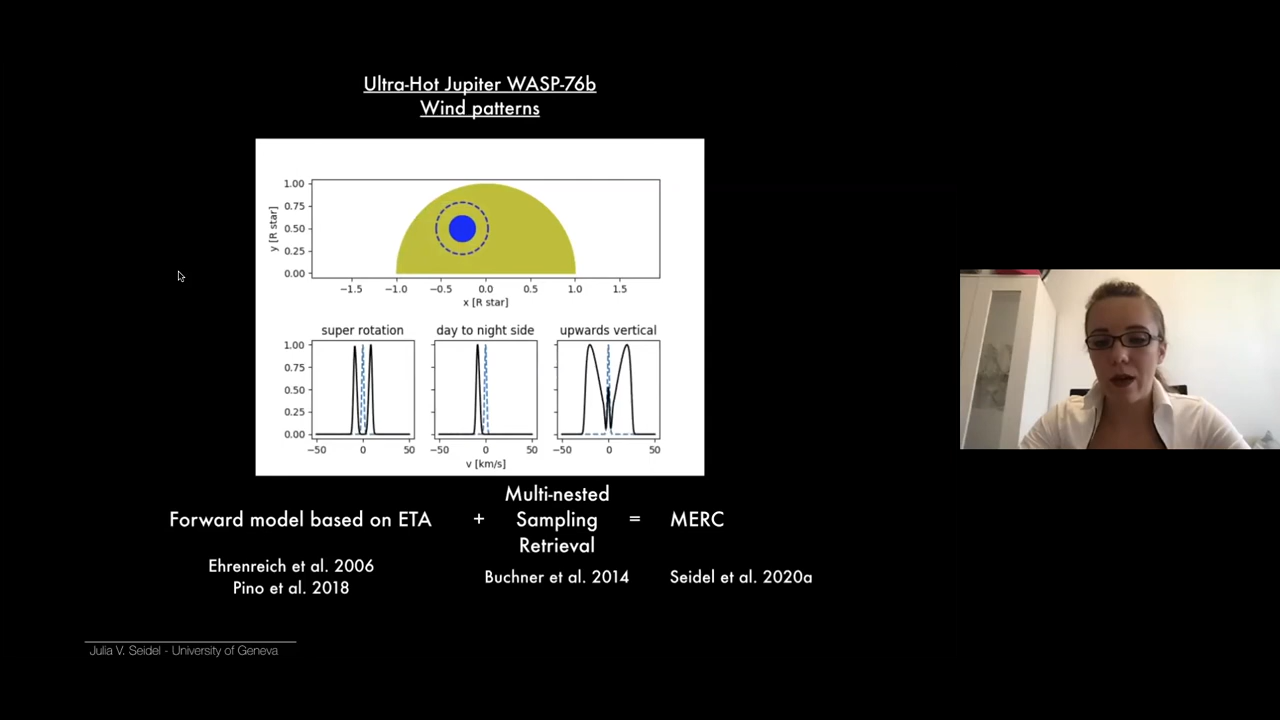 Ultra-Hot Jupiter WASP-76b
Wind patterns
1.00
0.75
0.50
0.25
0.00
y [R star]
−1.5 −1.0 −0.5 0.0 0.5 1.0 1.5
x [R star]
super rotation day to night side upwards vertical
1.00
0.75
0.50
0.25
0.00
−50 0 50 −50 0 50 −50 0 50
v [km/s]
Multi-nested
Forward model based on ETA + Sampling = MERC
Retrieval
Ehrenreich et al. 2006
Buchner et al. 2014 Seidel et al. 2020a
Pino et al. 2018
Julia V. Seidel - University of Geneva